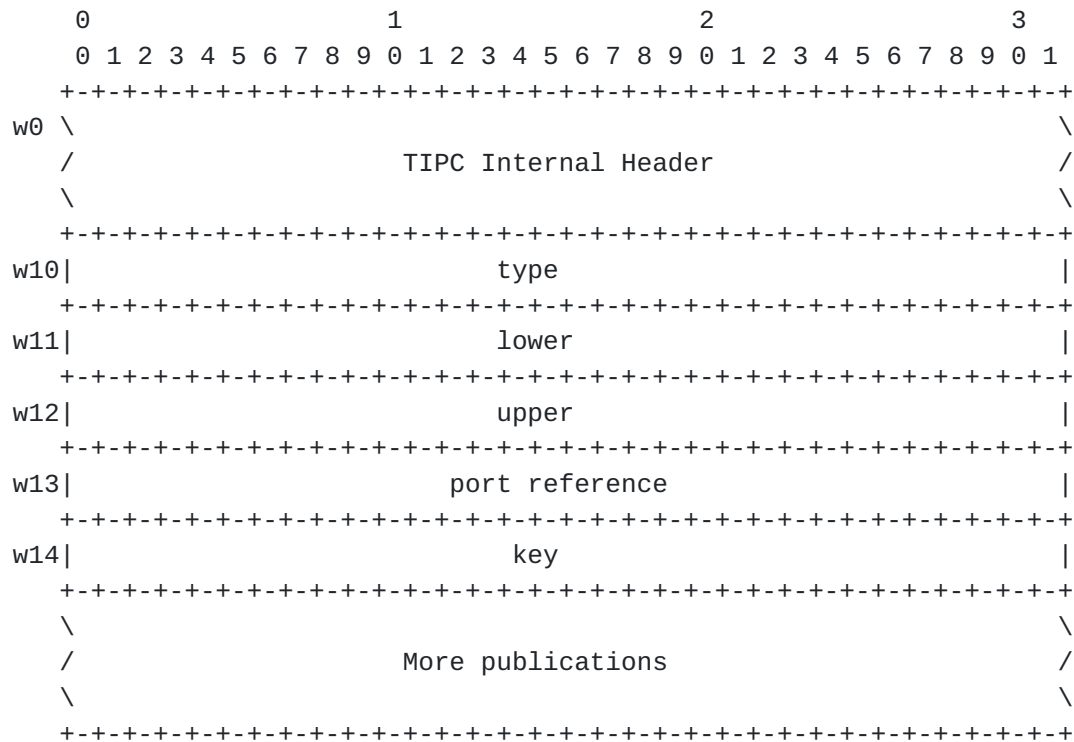 0                   1                   2                   3
     0 1 2 3 4 5 6 7 8 9 0 1 2 3 4 5 6 7 8 9 0 1 2 3 4 5 6 7 8 9 0 1
    +-+-+-+-+-+-+-+-+-+-+-+-+-+-+-+-+-+-+-+-+-+-+-+-+-+-+-+-+-+-+-+-+
w0  \                                                               \
    /                     TIPC Internal Header                      /
    \                                                               \
    +-+-+-+-+-+-+-+-+-+-+-+-+-+-+-+-+-+-+-+-+-+-+-+-+-+-+-+-+-+-+-+-+
w10|                           type                                |
    +-+-+-+-+-+-+-+-+-+-+-+-+-+-+-+-+-+-+-+-+-+-+-+-+-+-+-+-+-+-+-+-+
w11|                           lower                               |
    +-+-+-+-+-+-+-+-+-+-+-+-+-+-+-+-+-+-+-+-+-+-+-+-+-+-+-+-+-+-+-+-+
w12|                           upper                               |
    +-+-+-+-+-+-+-+-+-+-+-+-+-+-+-+-+-+-+-+-+-+-+-+-+-+-+-+-+-+-+-+-+
w13|                        port reference                         |
    +-+-+-+-+-+-+-+-+-+-+-+-+-+-+-+-+-+-+-+-+-+-+-+-+-+-+-+-+-+-+-+-+
w14|                            key                                |
    +-+-+-+-+-+-+-+-+-+-+-+-+-+-+-+-+-+-+-+-+-+-+-+-+-+-+-+-+-+-+-+-+
    \                                                               \
    /                     More publications                         /
    \                                                               \
    +-+-+-+-+-+-+-+-+-+-+-+-+-+-+-+-+-+-+-+-+-+-+-+-+-+-+-+-+-+-+-+-+